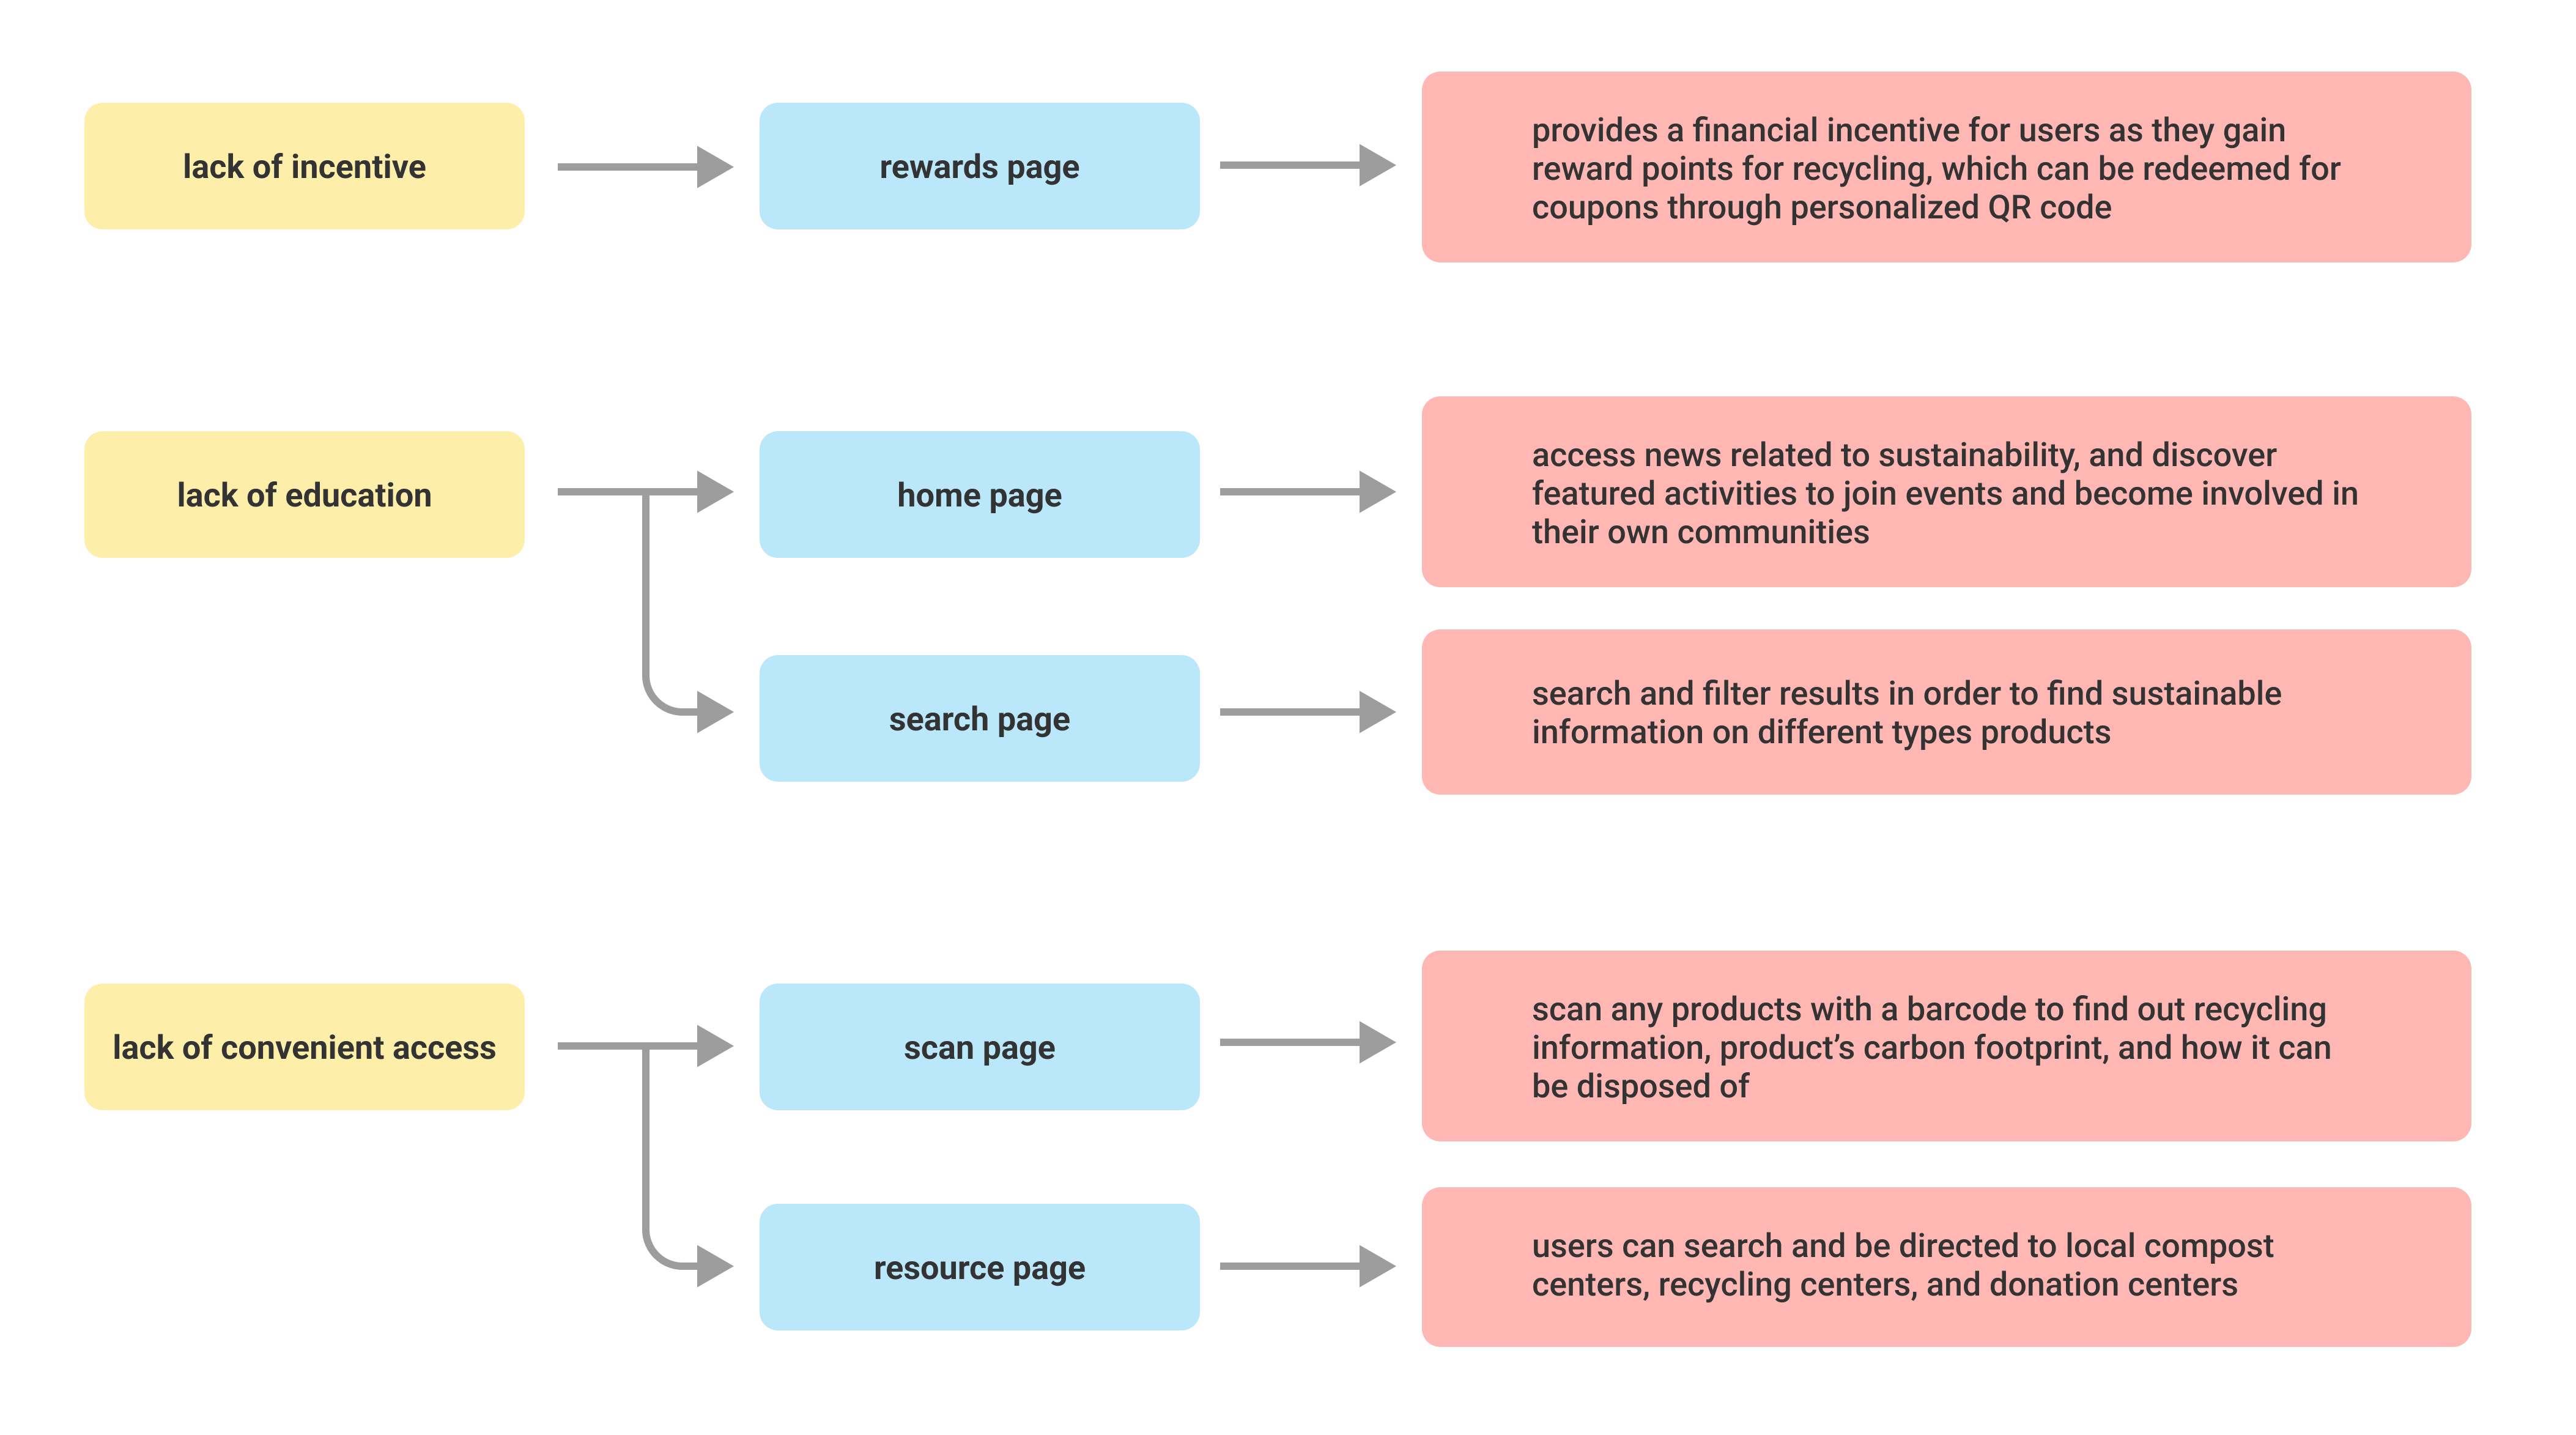 lack of incentive
rewards page
provides a financial incentive for users as they gain
reward points for recycling, which can be redeemed for
coupons through personalized QR code
lack of education
home page
access news related to sustainability, and discover
featured activities to join events and become involved in
their own communities
search page
search and filter results in order to find sustainable
information on different types products
lack of convenient access
scan page
scan any products with a barcode to find out recycling
information, product’s carbon footprint, and how it can
be disposed of
resource page
users can search and be directed to local compost
centers, recycling centers, and donation centers